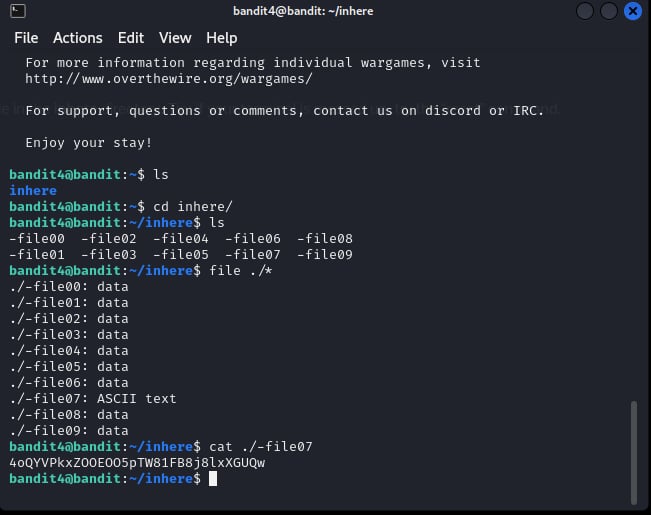 bandit4@bandit: ~/inhere
File Actions Edit View Help
For more information regarding individual wargames, visit
http://www.overthewire.org/wargames/
For support, questions or comments, contact us on discord or IRC.
Enjoy your stay!
bandit4@bandit:~$ ls
inhere
bandit4@bandit:~$ cd inhere/
bandit4@bandit:~/inhere$ ls
-file00 -file02 -file04 -file06 -file08
-file01 -file03 -file05 -file07 -file09
bandit4@bandit:~/inhere$ file ./*
./-file00: data
./-file01: data
./-file02: data
./-file03: data
./-file04: data
./-file05: data
./-file06: data
./-file07: ASCII text
./-file08: data
./-file09: data
bandit4@bandit:~/inhere$ cat ./-file07
4oQYVPkxZOOEOO5pTW81FB8j8lxXGUQw
bandit4@bandit:~/inhere$